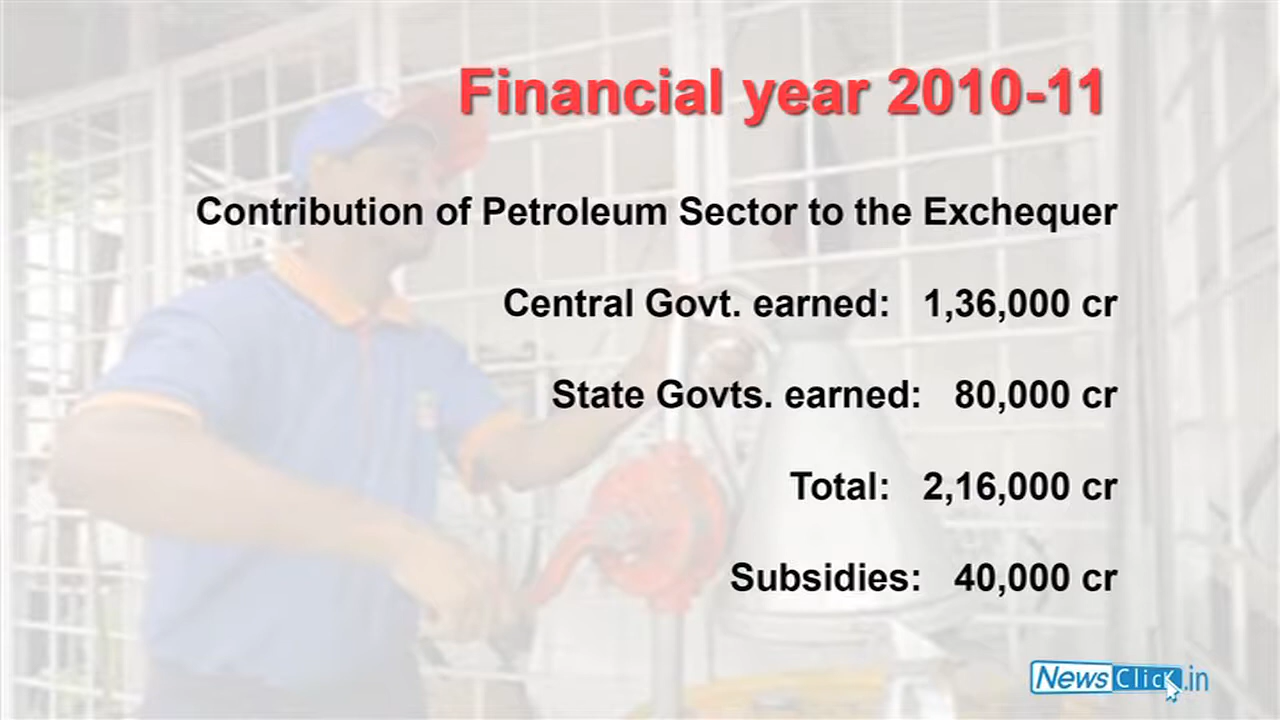 Financial year 2010-11
Contribution of Petroleum Sector to the Exchequer
Central Govt. earned: 1,36,000 cr
State Govts. earned: 80,000 cr
Total: 2,16,000 cr
Subsidies: 40,000 cr
NewsClick.in